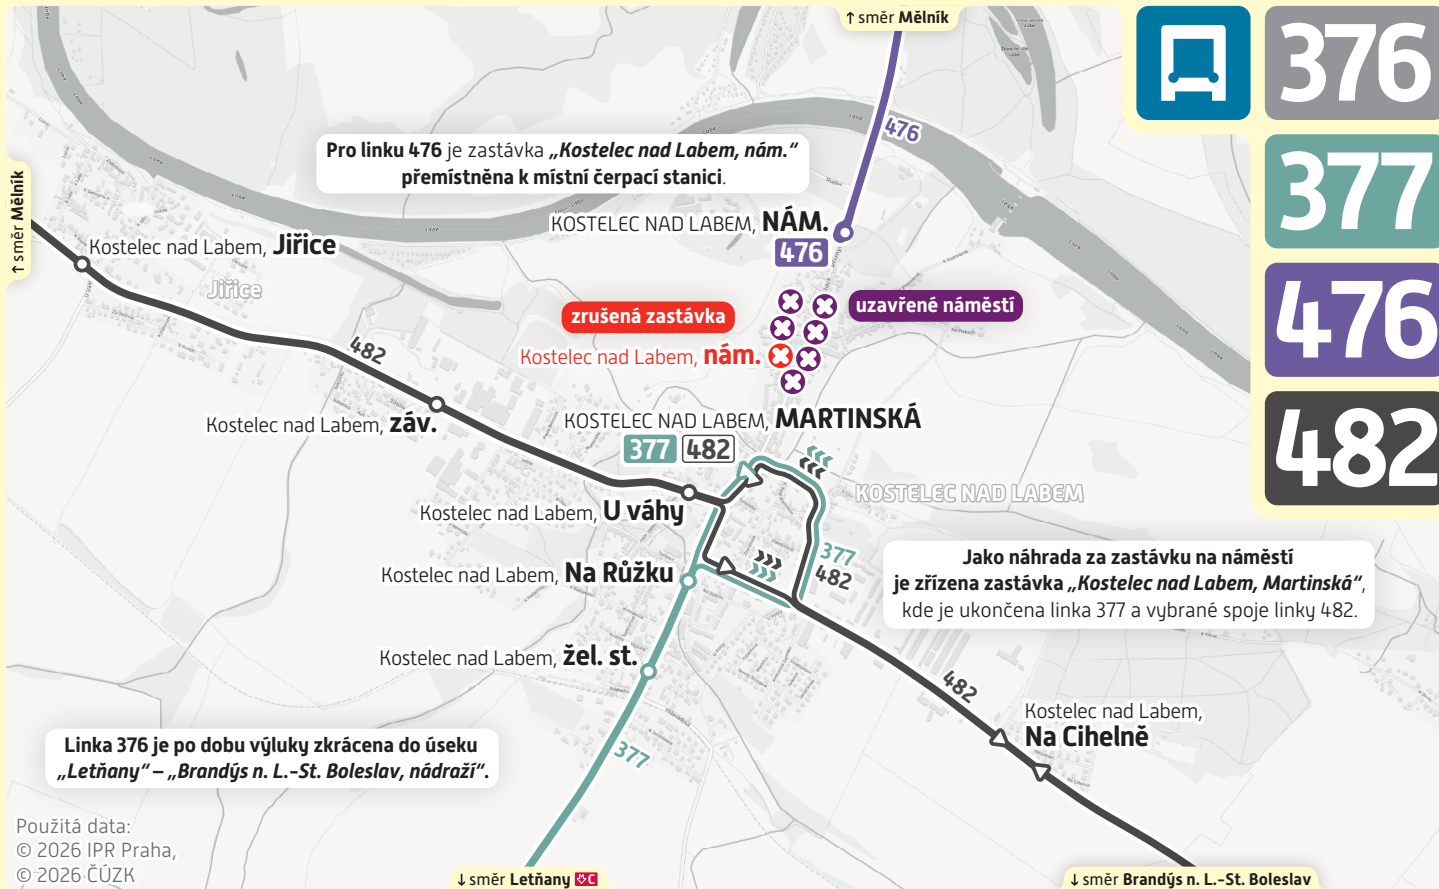 ↑ směr Mělník
376
377
476
482
476
Pro linku 476 je zastávka „Kostelec nad Labem, nám.“
přemístněna k místní čerpací stanici.
↑ směr Mělník
KOSTELEC NAD LABEM, NÁM.
476
Kostelec nad Labem, Jiřice
Jiřice
zrušená zastávka
uzavřené náměstí
Kostelec nad Labem, nám.
482
Kostelec nad Labem, záv.
KOSTELEC NAD LABEM, MARTINSKÁ
377 482
KOSTELEC NAD LABEM
Kostelec nad Labem, U váhy
377
482
Jako náhrada za zastávku na náměstí
je zřízena zastávka „Kostelec nad Labem, Martinská“,
kde je ukončena linka 377 a vybrané spoje linky 482.
Kostelec nad Labem, Na Růžku
Kostelec nad Labem, žel. st.
482
Kostelec nad Labem,
Na Cihelně
Linka 376 je po dobu výluky zkrácena do úseku
„Letňany“ – „Brandýs n. L.-St. Boleslav, nádraží“.
377
Použitá data:
© 2026 IPR Praha,
© 2026 ČÚZK
↓ směr Letňany C
↓ směr Brandýs n. L.-St. Boleslav